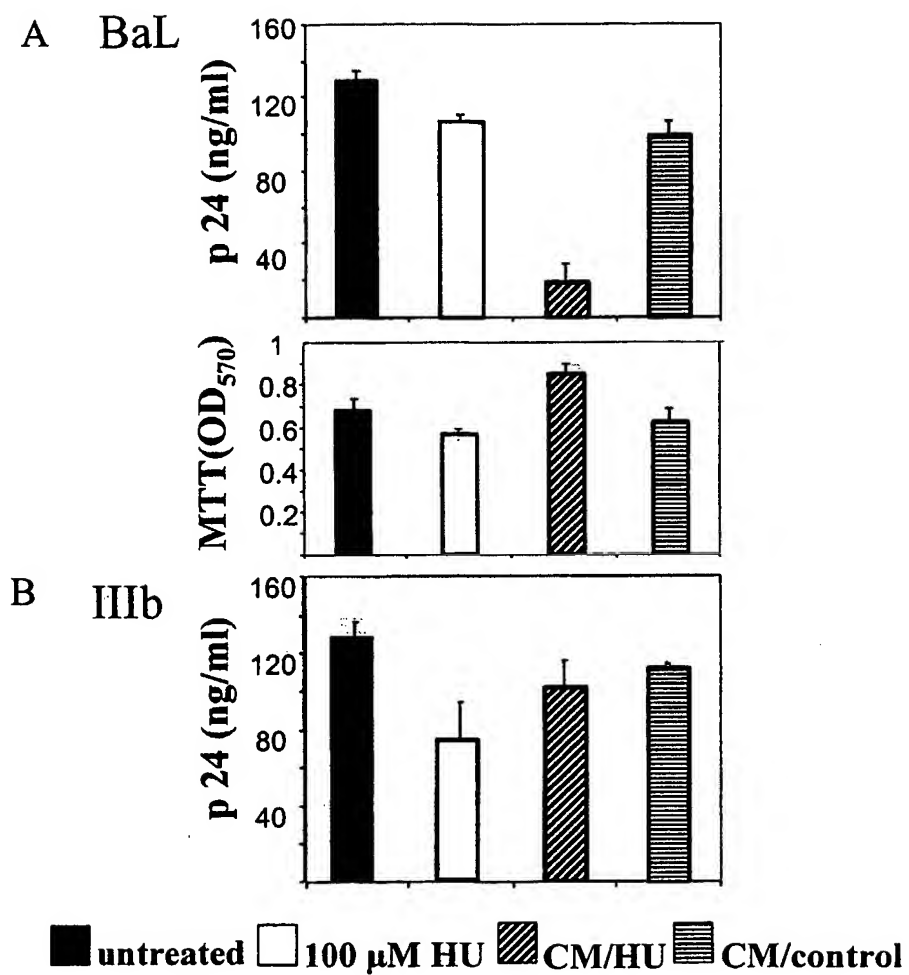 A BaL
p 24 (ng/ml)
160
120
80
40
MTT(OD570)
1
0.8
0.6
0.4
0.2
B IIIb
p 24 (ng/ml)
160
120
80
40
untreated 100 μM HU CM/HU CM/control